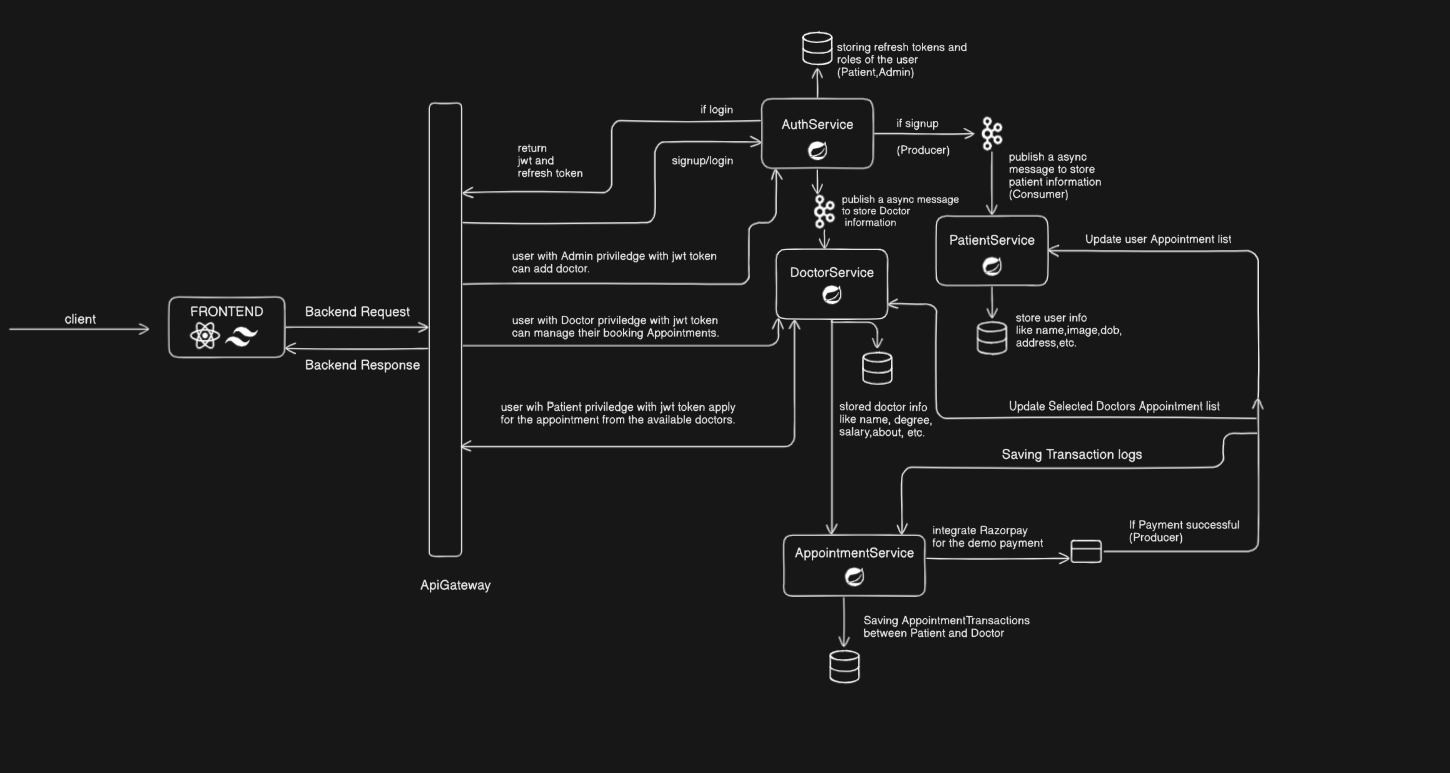 storing refresh tokens and
roles of the user
(Patient,Admin)
if login
AuthService
if signup
(Producer)
return
jwt and
refresh token
signup/login
publish a async
message to store
patient information
(Consumer)
publish a async message
to store Doctor
information
PatientService
Update user Appointment list
user with Admin priviledge with jwt token
can add doctor.
DoctorService
client
FRONTEND
Backend Request
Backend Response
user with Doctor priviledge with jwt token
can manage their booking Appointments.
store user info
like name,image,dob,
address,etc.
user wih Patient priviledge with jwt token apply
for the appointment from the available doctors.
stored doctor info
like name, degree,
salary,about, etc.
Update Selected Doctors Appointment list
Saving Transaction logs
integrate Razorpay
for the demo payment
If Payment successful
(Producer)
AppointmentService
ApiGateway
Saving AppointmentTransactions
between Patient and Doctor